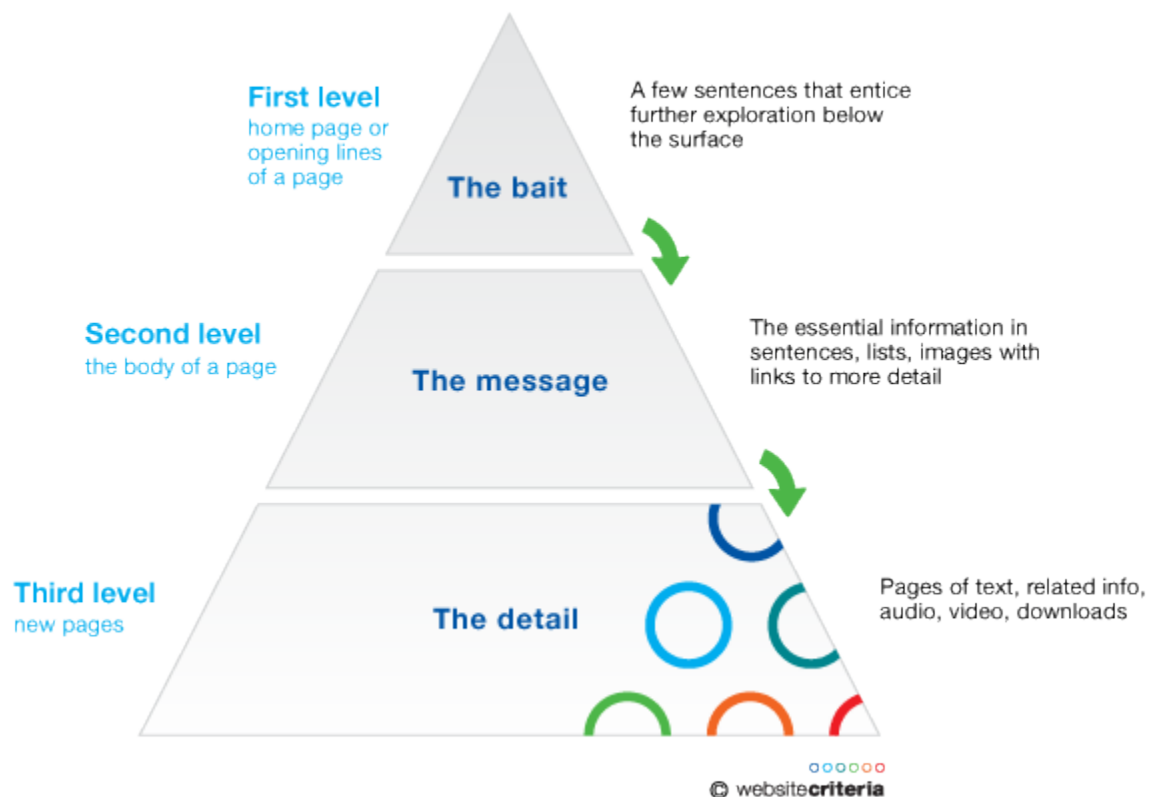 First level
home page or
opening lines
of a page
A few sentences that entice
further exploration below
the surface
The bait
Second level
the body of a page
The essential information in
sentences, lists, images with
links to more detail
The message
Third level
new pages
The detail
Pages of text, related info,
audio, video, downloads
© websitecriteria